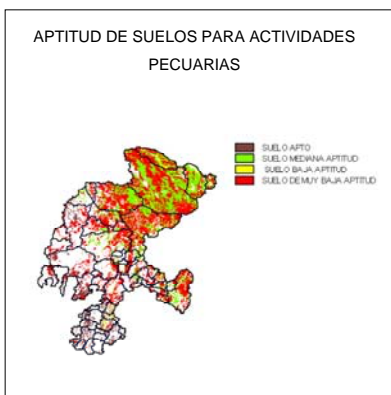 APTITUD DE SUELOS PARA ACTIVIDADES
PECUARIAS
SUELO APTO
SUELO MEDIANA APTITUD
SUELO BAJA APTITUD
SUELO DE MUY BAJA APTITUD